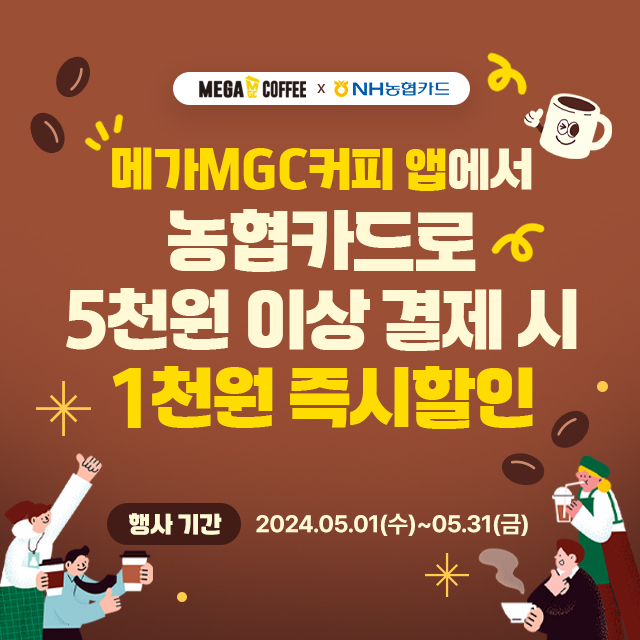 MEGA MGC COFFEE x NH농협카드
메가MGC커피 앱에서
농협카드로
5천원 이상 결제 시
1천원 즉시할인
행사 기간 2024.05.01(수)~05.31(금)